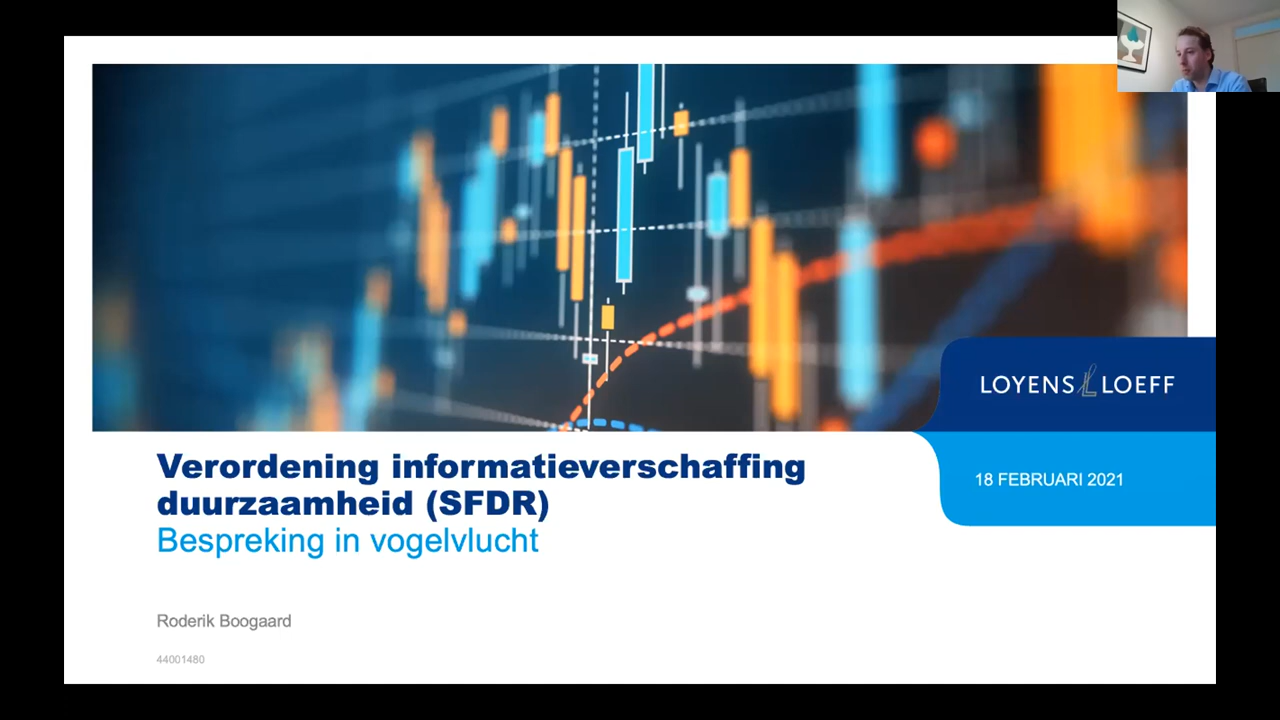 LOYENS LOEFF
Verordening informatieverschaffing
duurzaamheid (SFDR)
Bespreking in vogelvlucht
18 FEBRUARI 2021
Roderik Boogaard
44001480